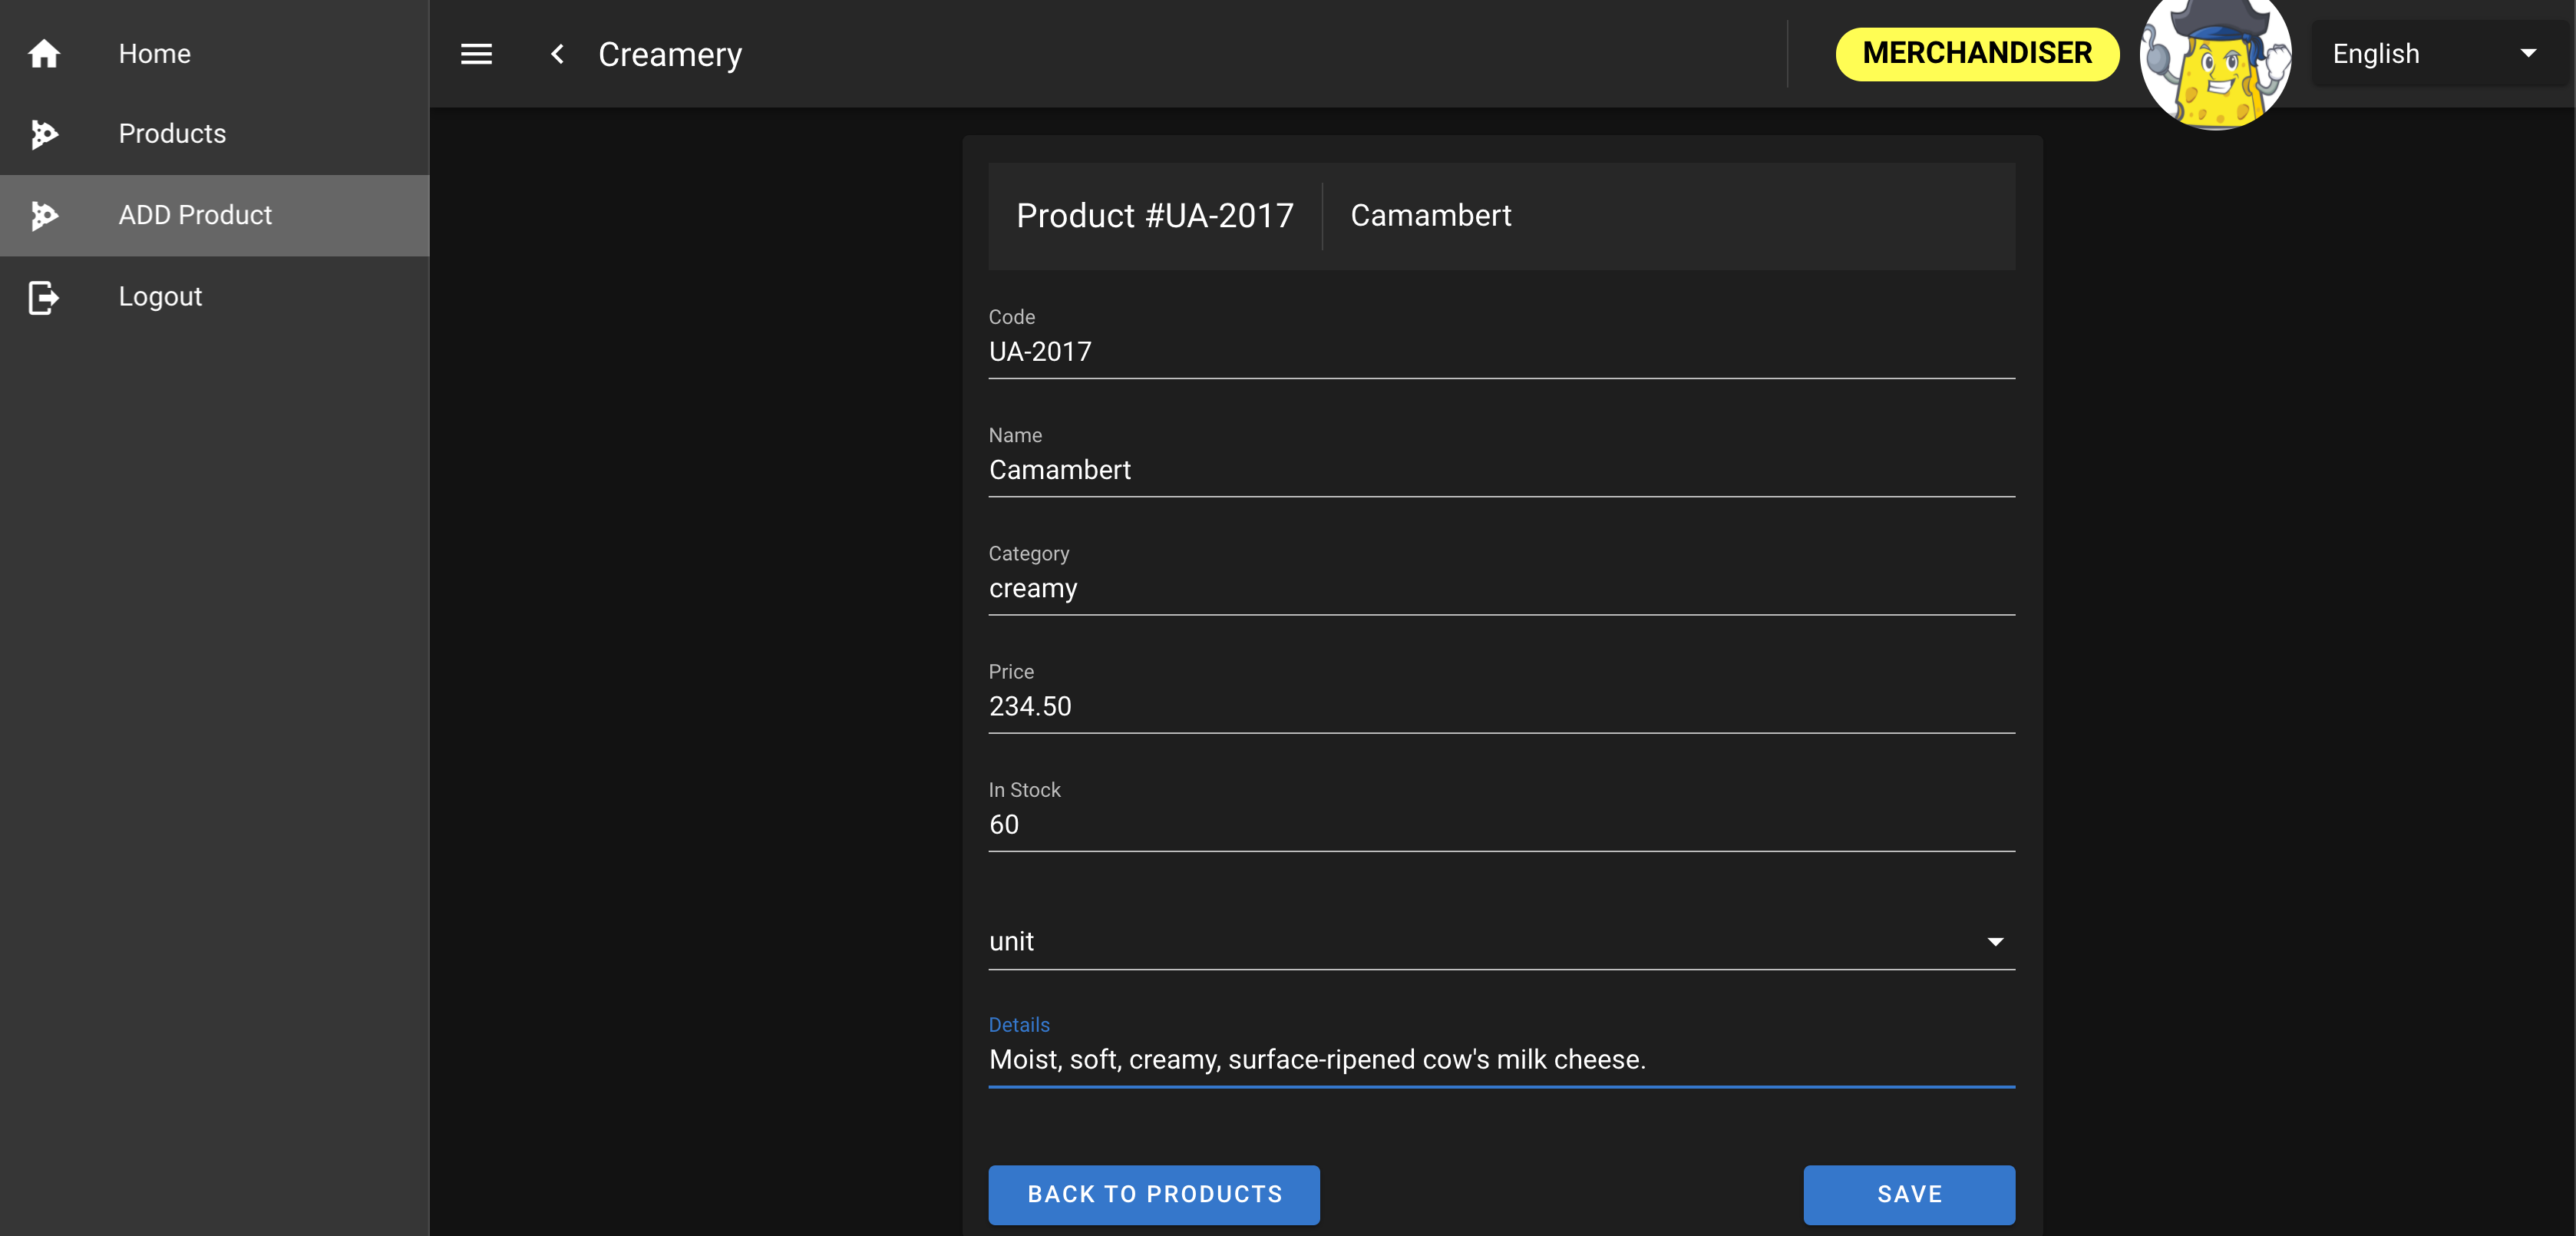 Home
Products
ADD Product
Logout
Creamery
MERCHANDISER
English
Product #UA-2017
Camambert
Code
UA-2017
Name
Camambert
Category
creamy
Price
234.50
In Stock
60
unit
Details
Moist, soft, creamy, surface-ripened cow's milk cheese.
BACK TO PRODUCTS
SAVE